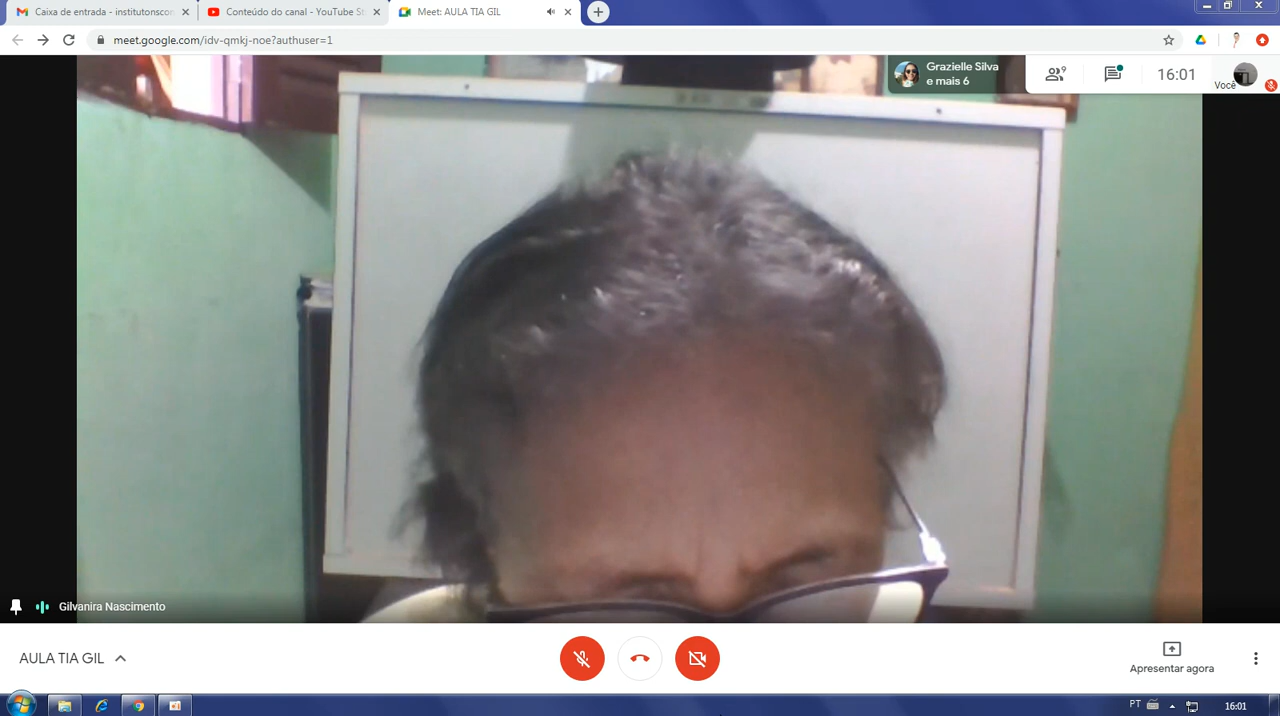 Caixa de entrada - institutonscon
Conteúdo do canal - YouTube St
Meet: AULA TIA GIL
meet.google.com/idv-qmkj-noe?authuser=1
Grazielle Silva
e mais 6
9
16:01
Você
Gilvanira Nascimento
AULA TIA GIL
Apresentar agora
PT
16:01